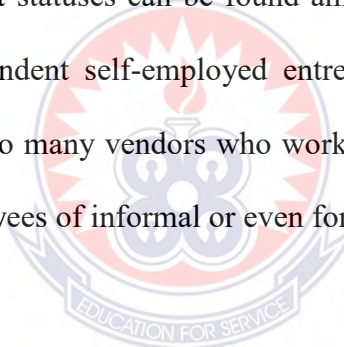 t statuses can be found am
ndent self-employed entre
o many vendors who work
yees of informal or even for
EDUCATION FOR SERVICE